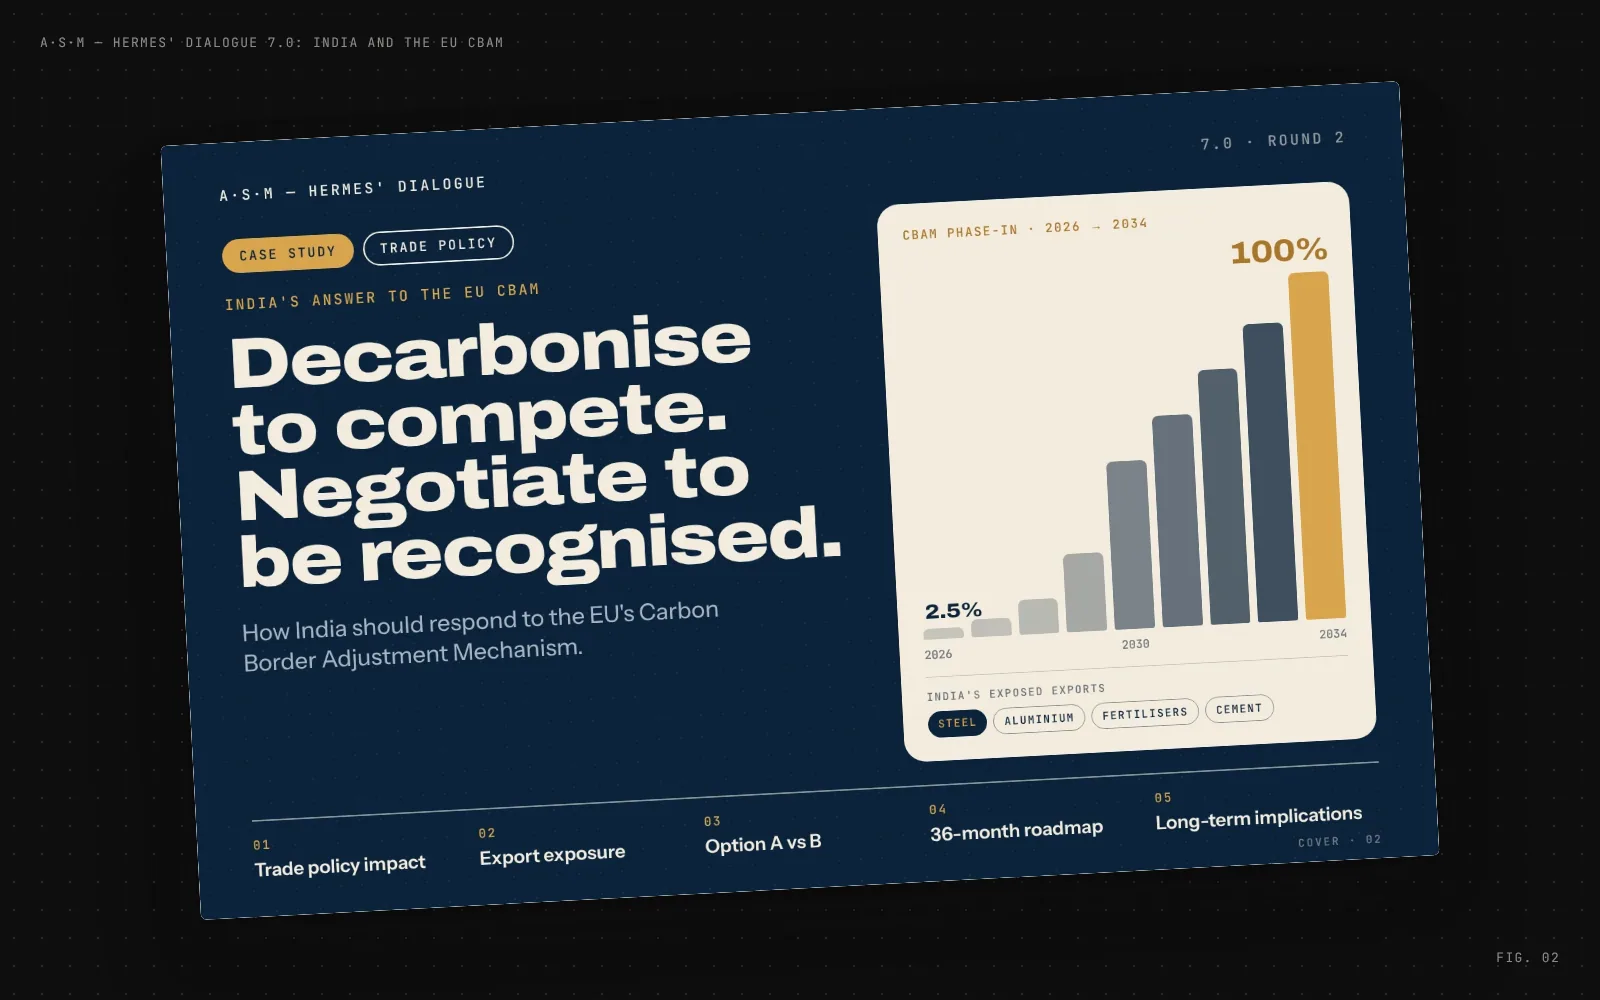 A·S·M — HERMES' DIALOGUE 7.0: INDIA AND THE EU CBAM
7.0 · ROUND 2
A·S·M — HERMES' DIALOGUE
CASE STUDY
TRADE POLICY
INDIA'S ANSWER TO THE EU CBAM
Decarbonise
to compete.
Negotiate to
be recognised.
How India should respond to the EU's Carbon
Border Adjustment Mechanism.
CBAM PHASE-IN · 2026 → 2034
100%
2.5%
2026
2030
2034
INDIA'S EXPOSED EXPORTS
STEEL
ALUMINIUM
FERTILISERS
CEMENT
01
Trade policy impact
02
Export exposure
03
Option A vs B
04
36-month roadmap
05
Long-term implications
COVER · 02
FIG. 02